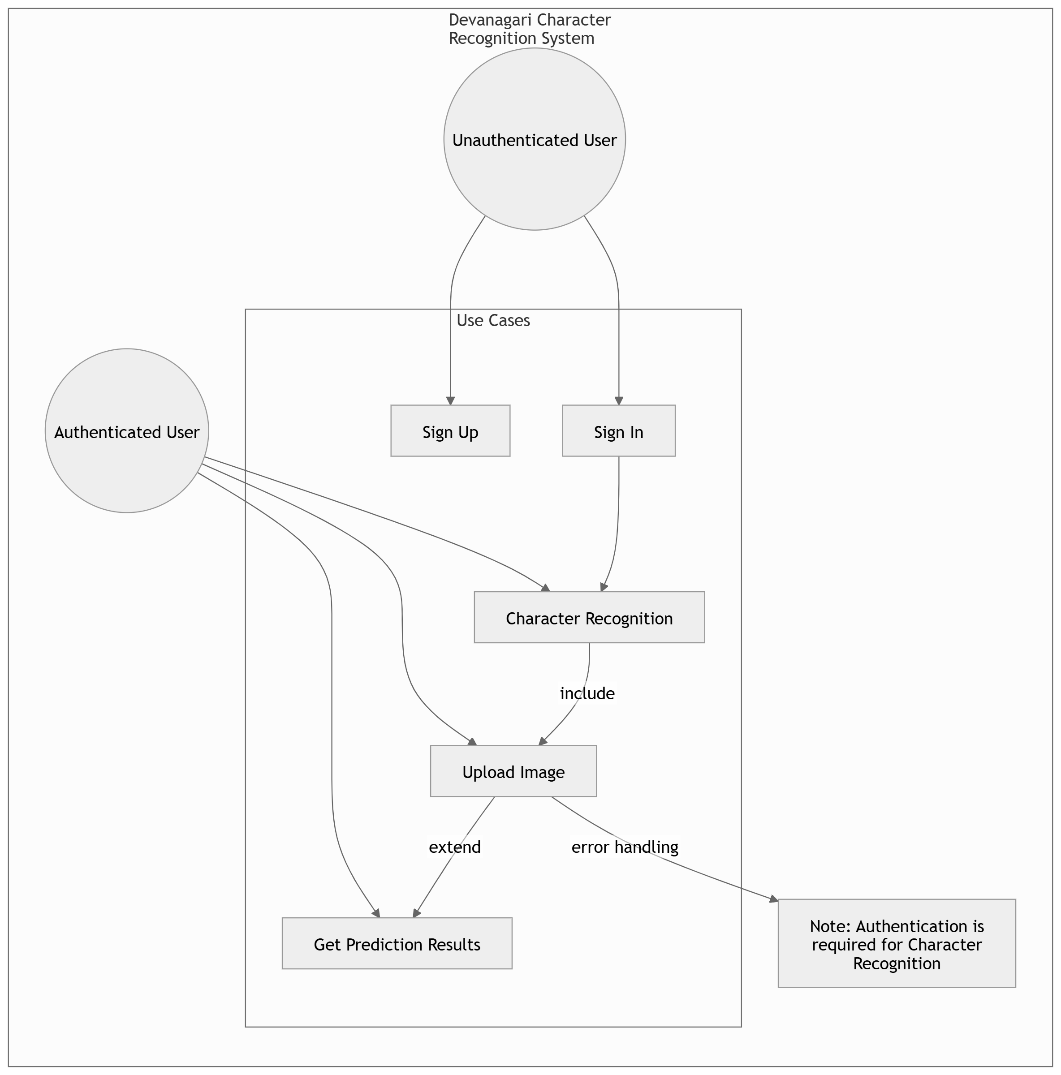 Devanagari Character
Recognition System
Unauthenticated User
Use Cases
Authenticated User
Sign Up
Sign In
Character Recognition
include
Upload Image
extend
error handling
Get Prediction Results
Note: Authentication is
required for Character
Recognition